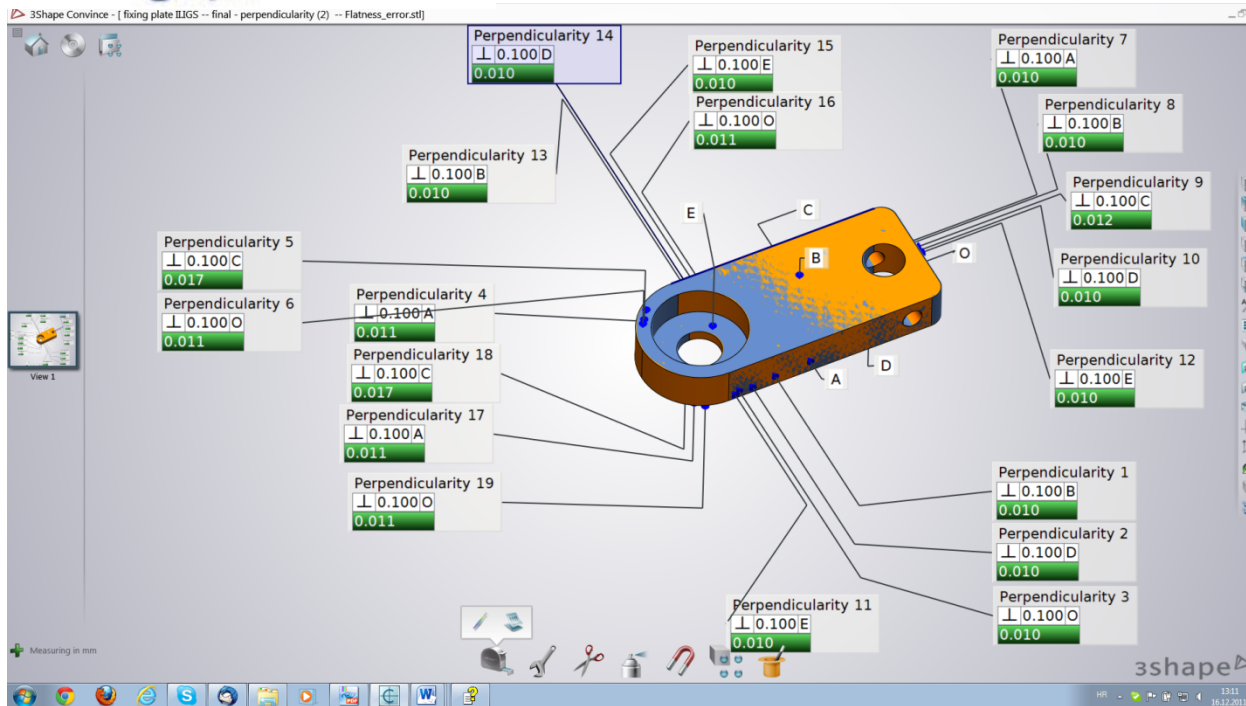 3Shape Convince - [ fixing plate ILIGS -- final - perpendicularity (2) -- Flatness_error.stl]
Perpendicularity 14
⊥ 0.100 D
0.010
Perpendicularity 15
⊥ 0.100 E
0.010
Perpendicularity 16
⊥ 0.100 O
0.011
Perpendicularity 7
⊥ 0.100 A
0.010
Perpendicularity 8
⊥ 0.100 B
0.010
Perpendicularity 13
⊥ 0.100 B
0.010
Perpendicularity 9
⊥ 0.100 C
0.012
Perpendicularity 5
⊥ 0.100 C
0.017
Perpendicularity 6
⊥ 0.100 O
0.011
Perpendicularity 4
⊥ 0.100 A
0.011
Perpendicularity 18
⊥ 0.100 C
0.017
Perpendicularity 17
⊥ 0.100 A
0.011
Perpendicularity 19
⊥ 0.100 O
0.011
E
C
B
O
A
D
Perpendicularity 10
⊥ 0.100 D
0.010
Perpendicularity 12
⊥ 0.100 E
0.010
Perpendicularity 1
⊥ 0.100 B
0.010
Perpendicularity 2
⊥ 0.100 D
0.010
Perpendicularity 3
⊥ 0.100 O
0.010
Perpendicularity 11
⊥ 0.100 E
0.010
View 1
Measuring in mm
3shape
HR
13:11